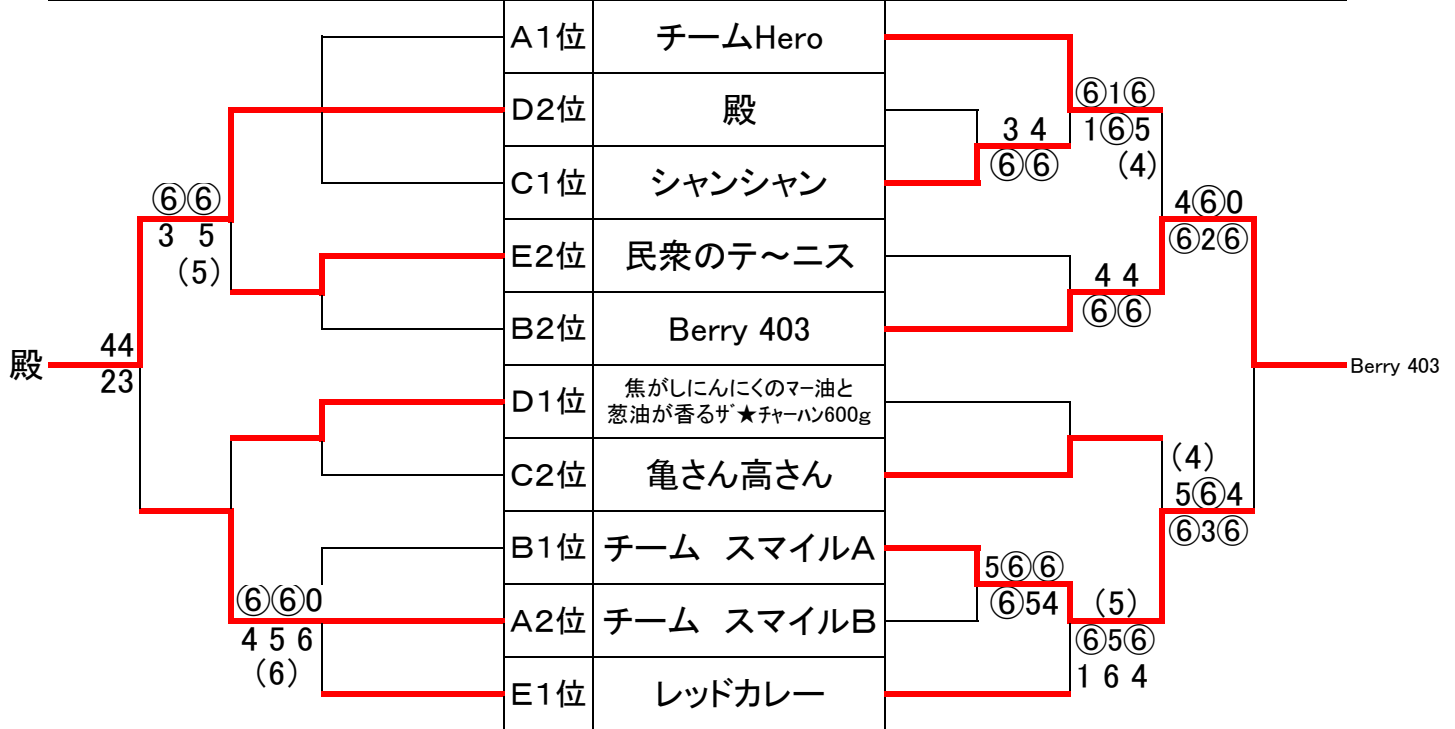 A1位 チームHero
D2位 殿
C1位 シャンシャン
E2位 民衆のテ～ニス
B2位 Berry 403
D1位 焦がしにんにくのマー油と
葱油が香るザ★チャーハン600g
C2位 亀さん高さん
B1位 チーム　スマイルA
A2位 チーム　スマイルB
E1位 レッドカレー
⑥⑥
3 5
(5)
殿
44
23
⑥⑥0
4 5 6
(6)
3 4
⑥⑥
⑥1⑥
1⑥5
(4)
4⑥0
⑥2⑥
4 4
⑥⑥
Berry 403
(4)
5⑥4
⑥3⑥
5⑥⑥
⑥54
(5)
⑥5⑥
1 6 4